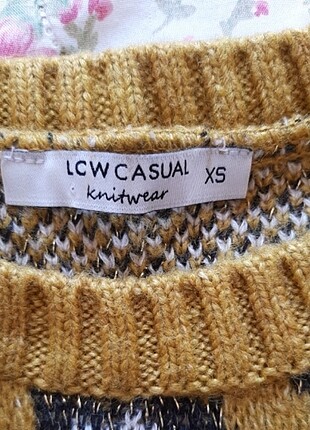 LCW CASUAL
knitwear
XS